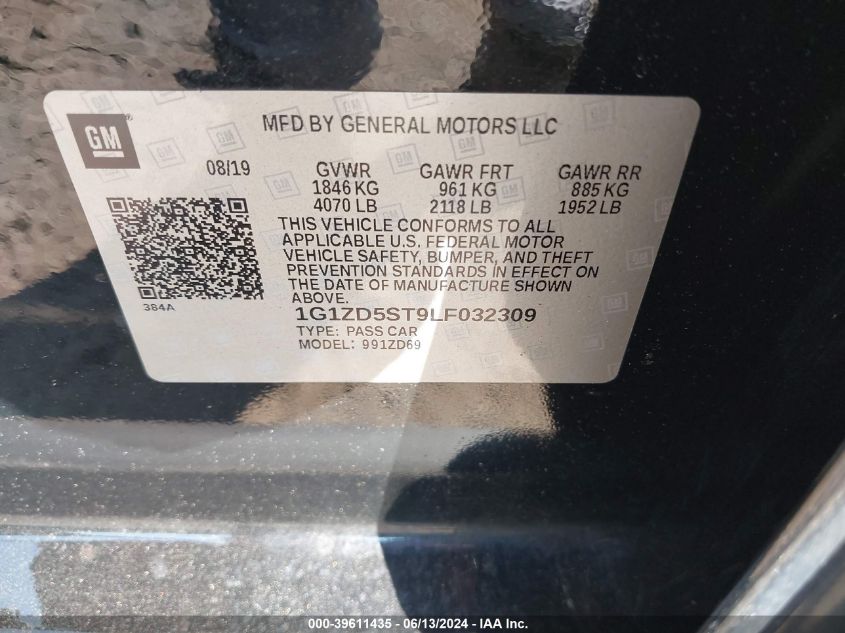 GM
MFD BY GENERAL MOTORS LLC
08/19 GVWR GAWR FRT GAWR RR
1846 KG 961 KG 885 KG
4070 LB 2118 LB 1952 LB
THIS VEHICLE CONFORMS TO ALL
APPLICABLE U.S. FEDERAL MOTOR
VEHICLE SAFETY, BUMPER, AND THEFT
PREVENTION STANDARDS IN EFFECT ON
THE DATE OF MANUFACTURE SHOWN
ABOVE.
384A
1G1ZD5ST9LF032309
TYPE: PASS CAR
MODEL: 991ZD69
000-39611435 - 06/13/2024 - IAA Inc.